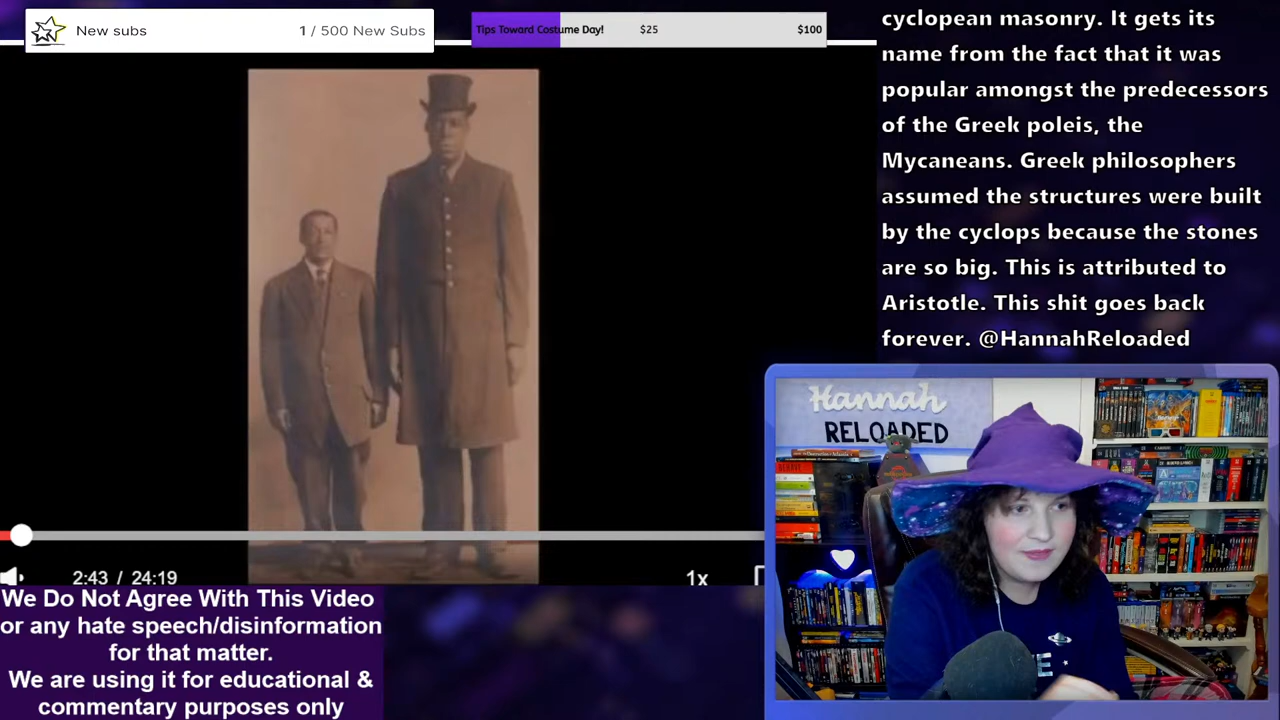 New subs
1 / 500 New Subs
Tips Toward Costume Day!
$25
$100
cyclopean masonry. It gets its
name from the fact that it was
popular amongst the predecessors
of the Greek poleis, the
Mycaneans. Greek philosophers
assumed the structures were built
by the cyclops because the stones
are so big. This is attributed to
Aristotle. This shit goes back
forever. @HannahReloaded
Hannah
RELOADED
2:43 / 24:19
1x
We Do Not Agree With This Video
or any hate speech/disinformation
for that matter.
We are using it for educational &
commentary purposes only